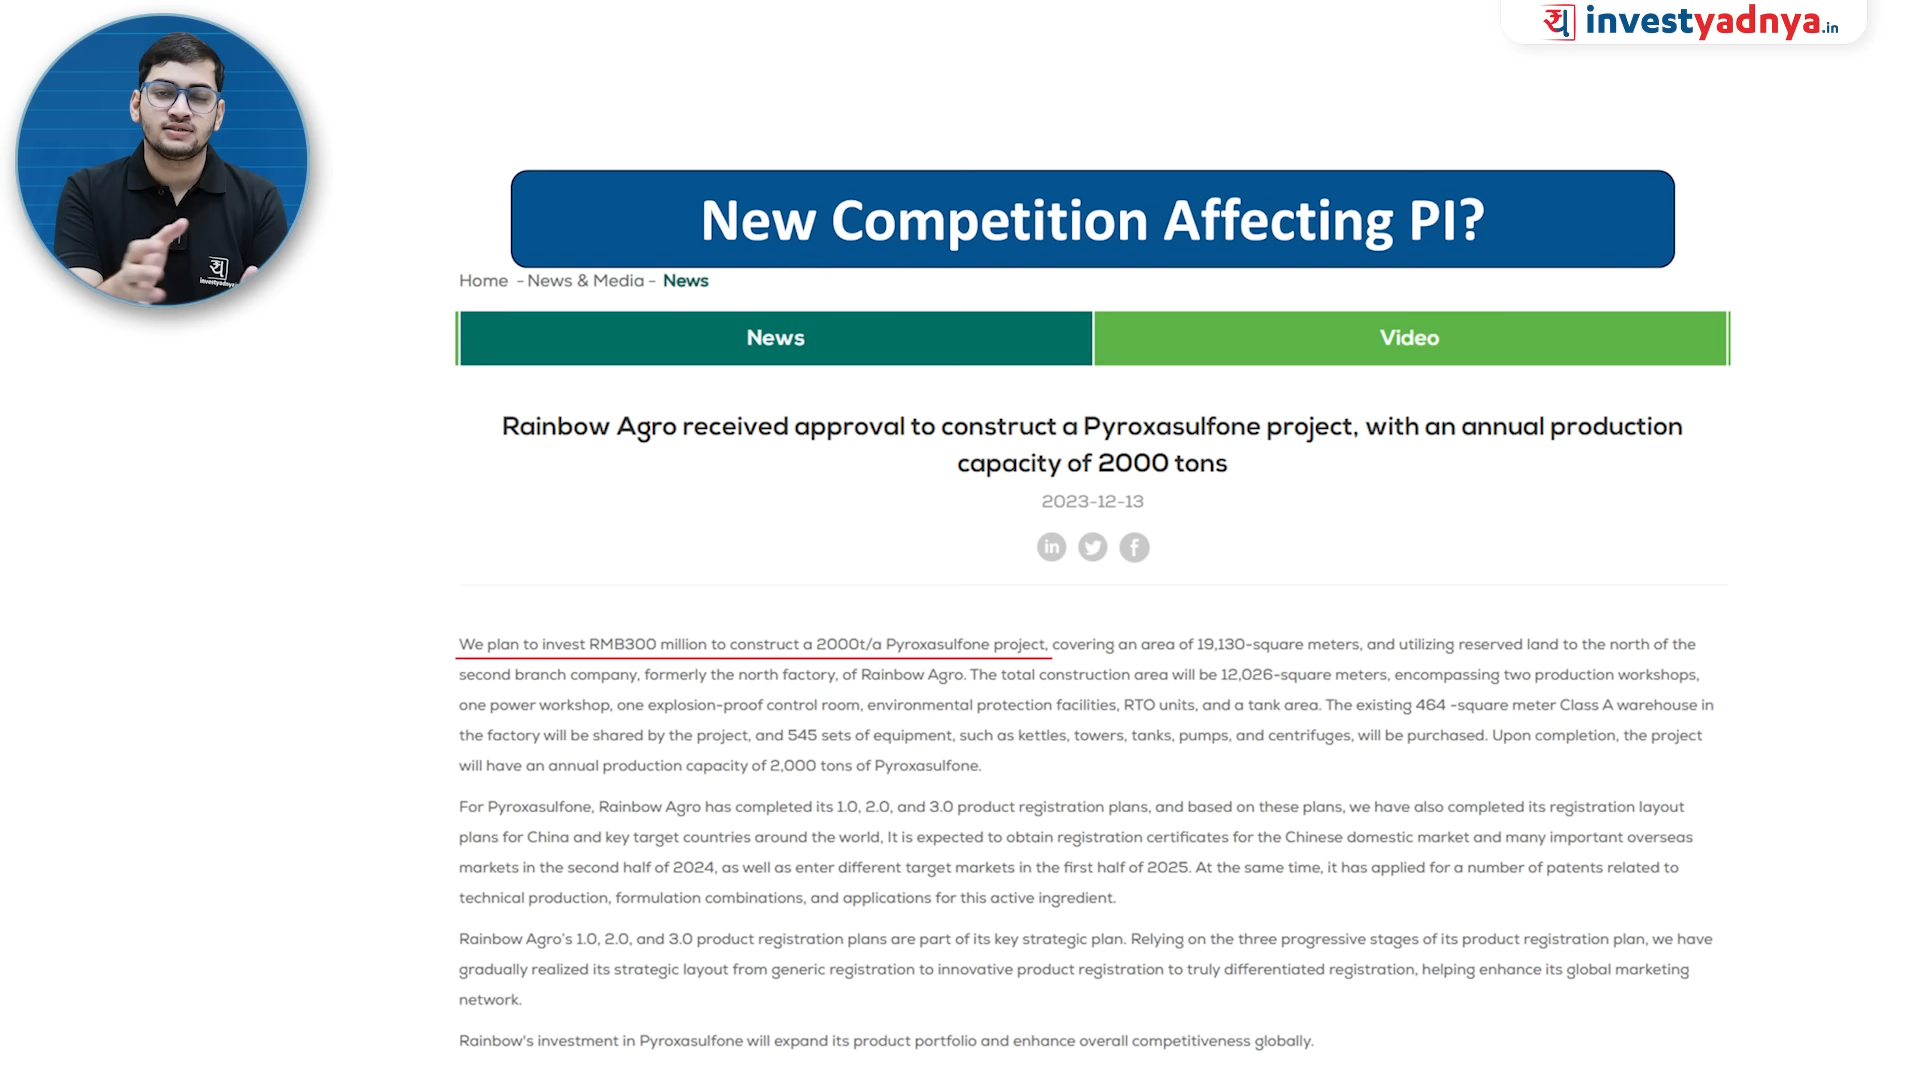 investyadnya.in
New Competition Affecting PI?
Home - News & Media - News
News
Video
Rainbow Agro received approval to construct a Pyroxasulfone project, with an annual production
capacity of 2000 tons
2023-12-13
We plan to invest RMB300 million to construct a 2000t/a Pyroxasulfone project, covering an area of 19,130-square meters, and utilizing reserved land to the north of the
second branch company, formerly the north factory, of Rainbow Agro. The total construction area will be 12,026-square meters, encompassing two production workshops,
one power workshop, one explosion-proof control room, environmental protection facilities, RTO units, and a tank area. The existing 464 -square meter Class A warehouse in
the factory will be shared by the project, and 545 sets of equipment, such as kettles, towers, tanks, pumps, and centrifuges, will be purchased. Upon completion, the project
will have an annual production capacity of 2,000 tons of Pyroxasulfone.
For Pyroxasulfone, Rainbow Agro has completed its 1.0, 2.0, and 3.0 product registration plans, and based on these plans, we have also completed its registration layout
plans for China and key target countries around the world, It is expected to obtain registration certificates for the Chinese domestic market and many important overseas
markets in the second half of 2024, as well as enter different target markets in the first half of 2025. At the same time, it has applied for a number of patents related to
technical production, formulation combinations, and applications for this active ingredient.
Rainbow Agro's 1.0, 2.0, and 3.0 product registration plans are part of its key strategic plan. Relying on the three progressive stages of its product registration plan, we have
gradually realized its strategic layout from generic registration to innovative product registration to truly differentiated registration, helping enhance its global marketing
network.
Rainbow's investment in Pyroxasulfone will expand its product portfolio and enhance overall competitiveness globally.